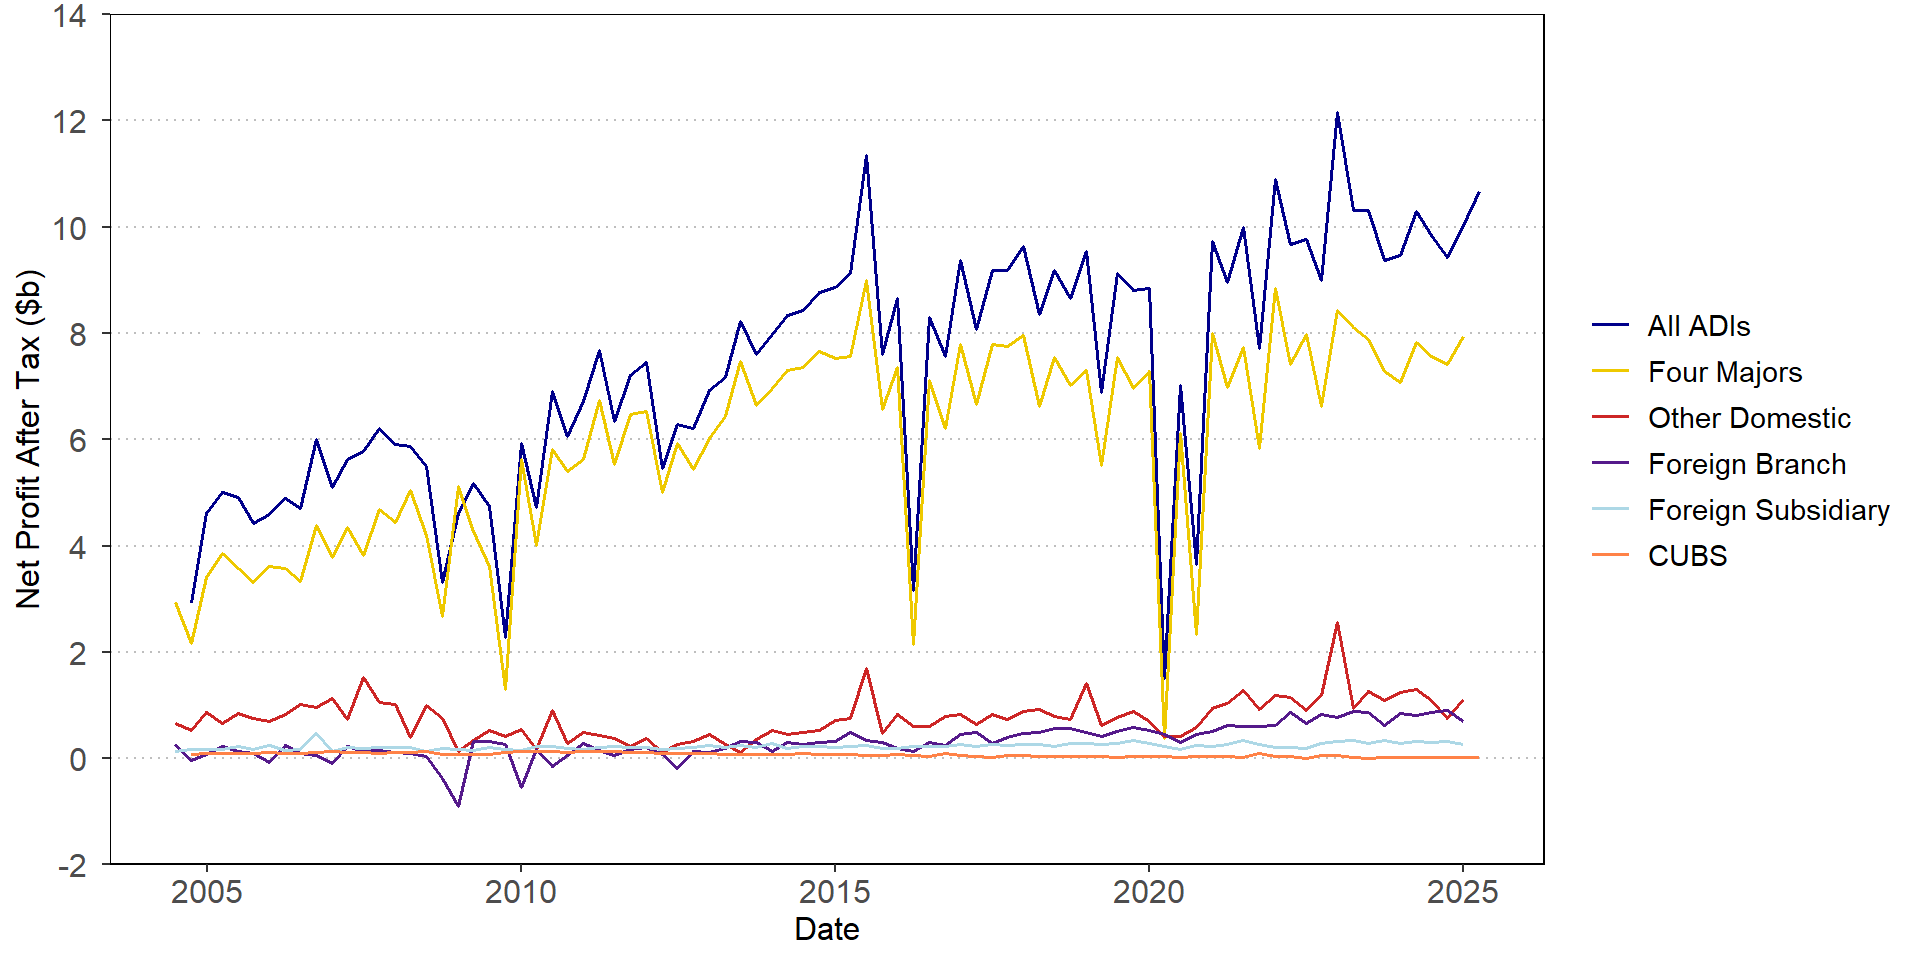 Net Profit After Tax ($b)
14
12
10
8
6
4
2
0
-2
2005
2010
2015
2020
2025
Date
All ADIs
Four Majors
Other Domestic
Foreign Branch
Foreign Subsidiary
CUBS